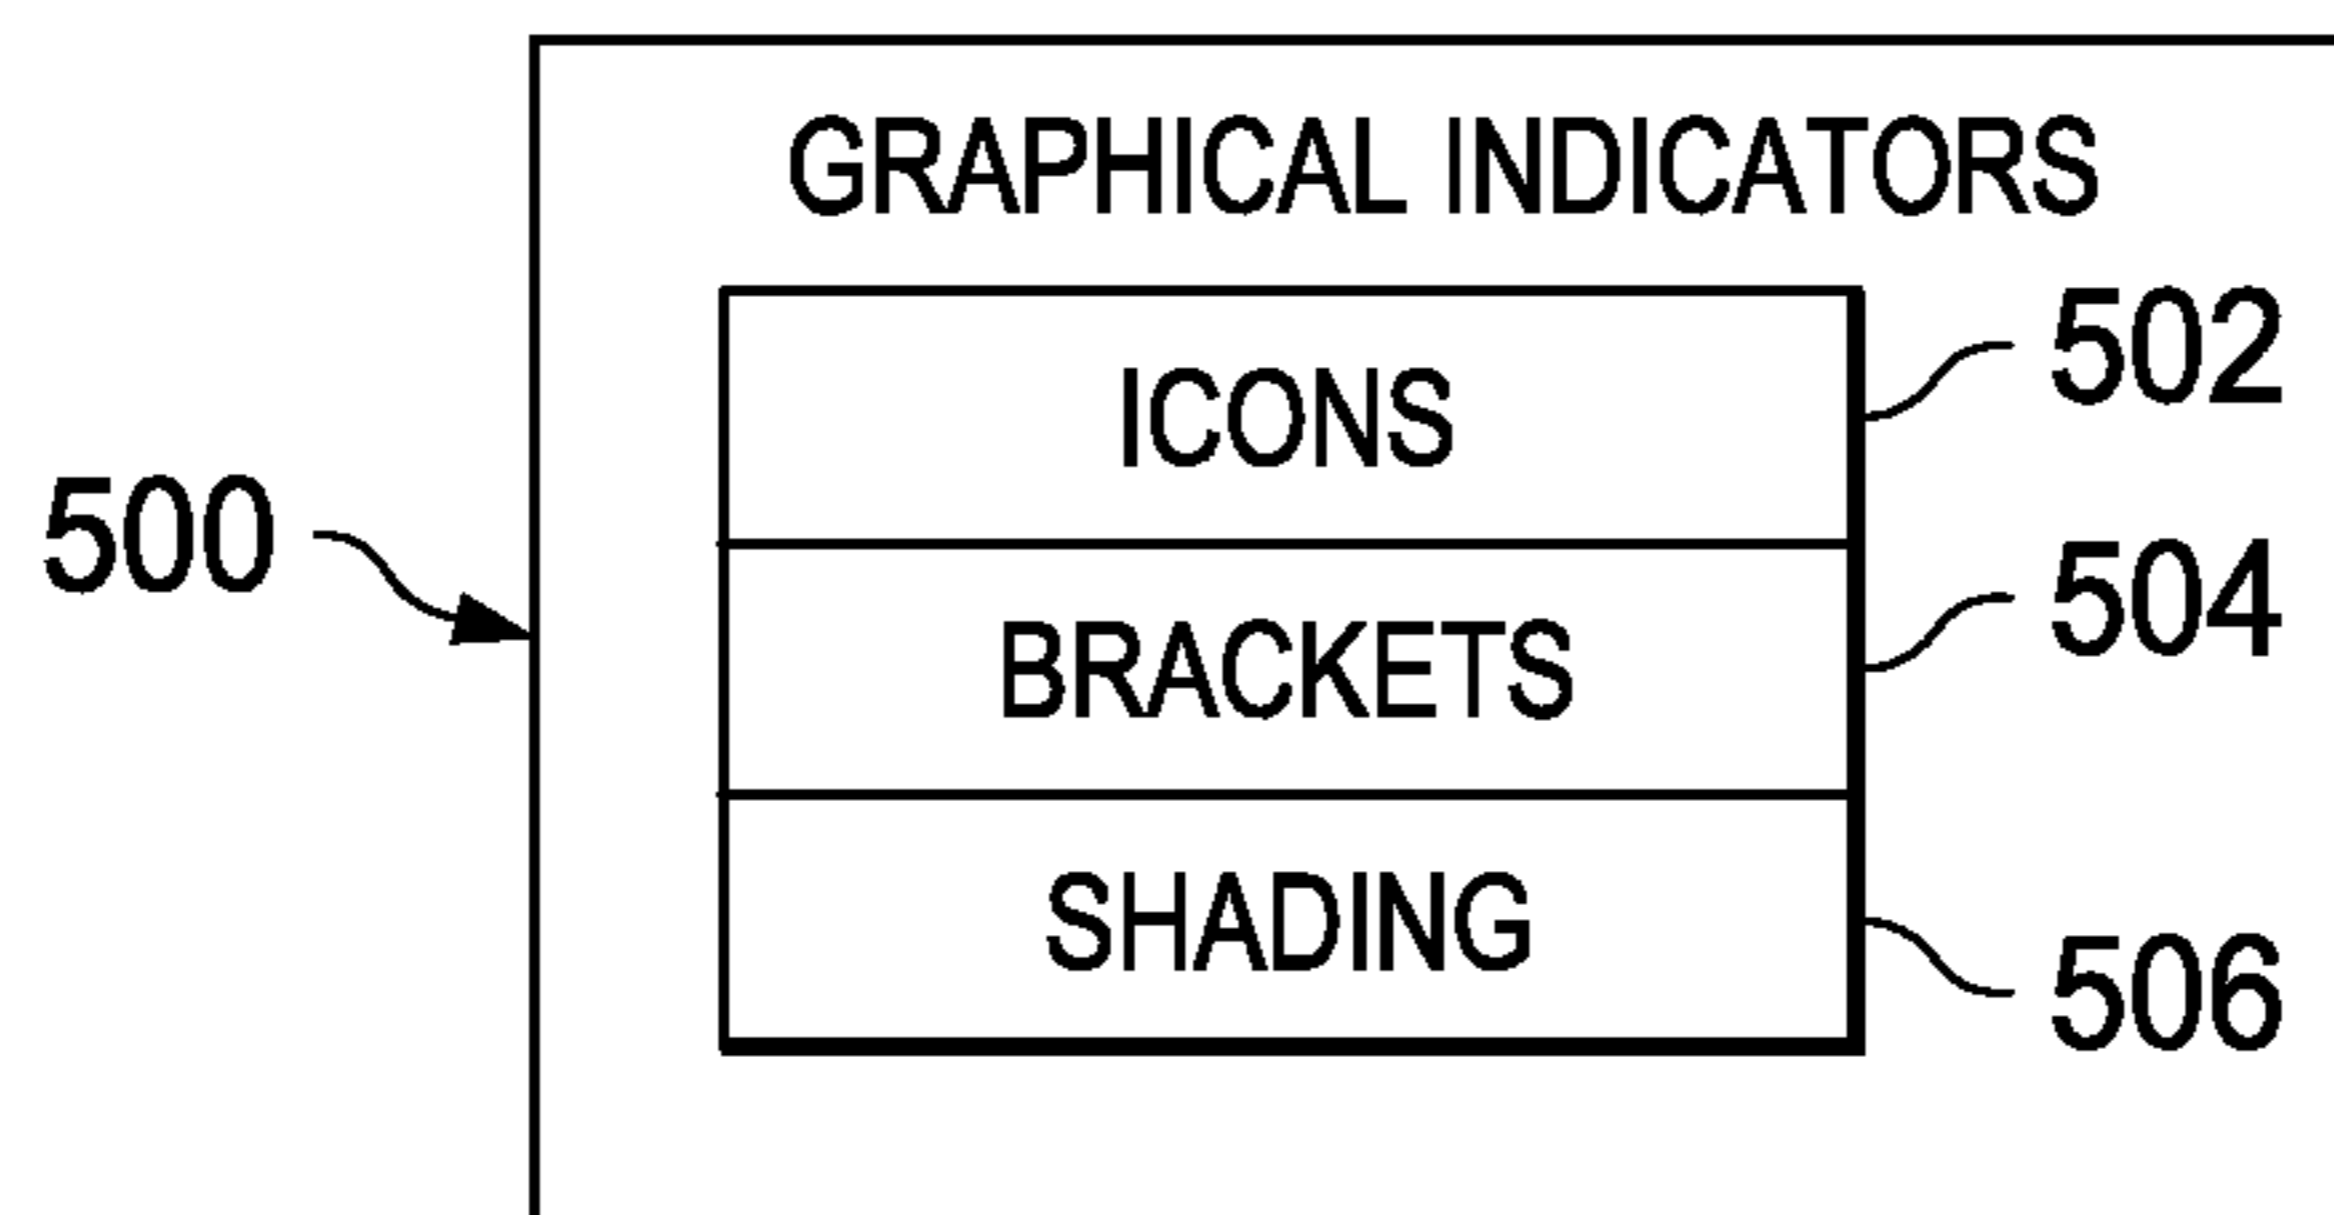 GRAPHICAL INDICATORS
ICONS
502
500
BRACKETS
504
SHADING
506